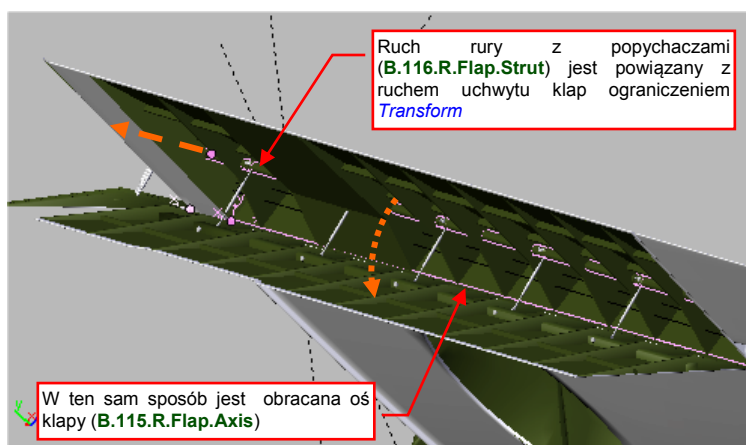 Ruch rury z popychaczami
(B.116.R.Flap.Strut) jest powiązany z
ruchem uchwytu klap ograniczeniem
Transform
W ten sam sposób jest obracana oś
klapy (B.115.R.Flap.Axis)
y
x